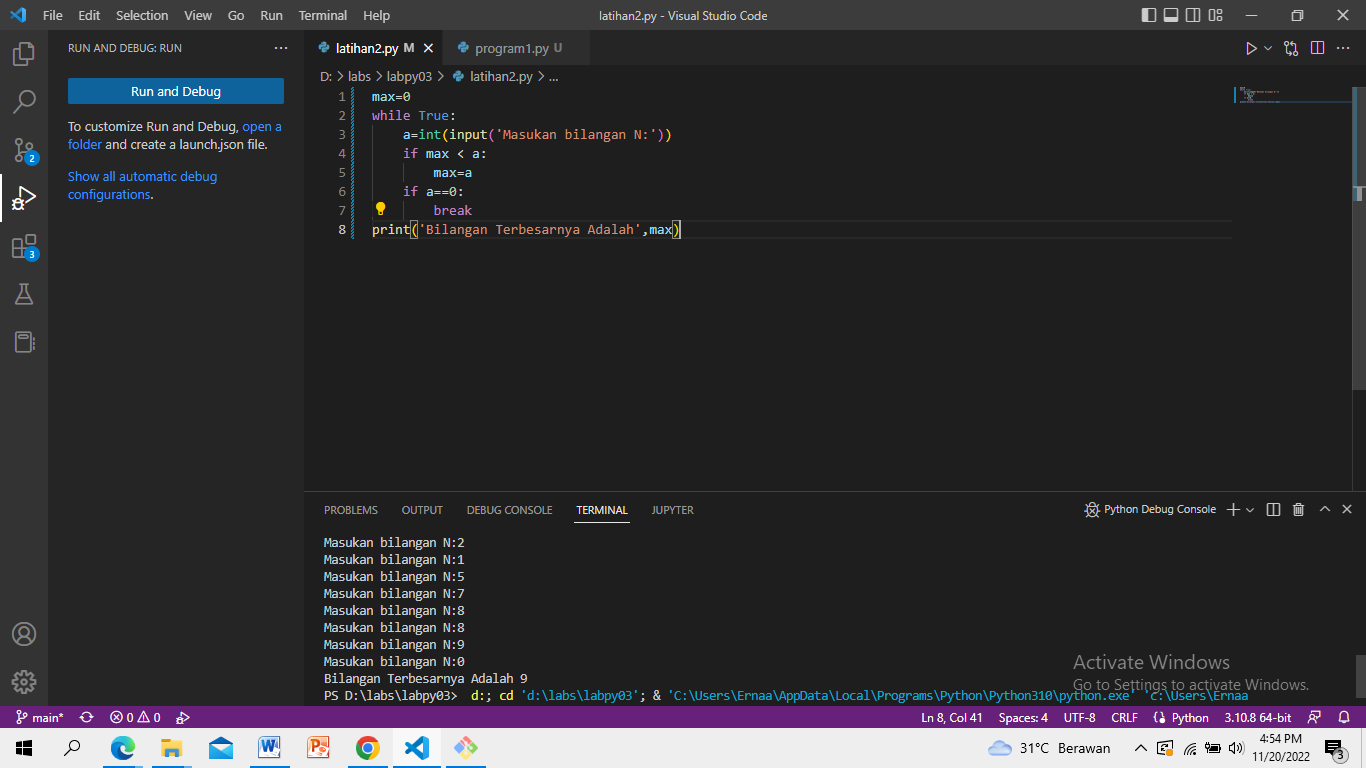 File Edit Selection View Go Run Terminal Help latihan2.py - Visual Studio Code
RUN AND DEBUG: RUN ...
latihan2.py M program1.py U
Run and Debug
D: > labs > labpy03 > latihan2.py > ...
To customize Run and Debug, open a
folder and create a launch.json file.
Show all automatic debug
configurations.
1 max=0
2 while True:
3     a=int(input('Masukan bilangan N:'))
4     if max < a:
5         max=a
6     if a==0:
7         break
8 print('Bilangan Terbesarnya Adalah',max)
2
3
PROBLEMS OUTPUT DEBUG CONSOLE TERMINAL JUPYTER Python Debug Console
Masukan bilangan N:2
Masukan bilangan N:1
Masukan bilangan N:5
Masukan bilangan N:7
Masukan bilangan N:8
Masukan bilangan N:8
Masukan bilangan N:9
Masukan bilangan N:0
Bilangan Terbesarnya Adalah 9
PS D:\labs\labpy03>  d:; cd 'd:\labs\labpy03'; & 'C:\Users\Ernaa\AppData\Local\Programs\Python\Python310\python.exe' 'c:\Users\Ernaa
Activate Windows
Go to Settings to activate Windows.
main* 0 0 Ln 8, Col 41 Spaces: 4 UTF-8 CRLF Python 3.10.8 64-bit
31°C Berawan 4:54 PM
11/20/2022 3